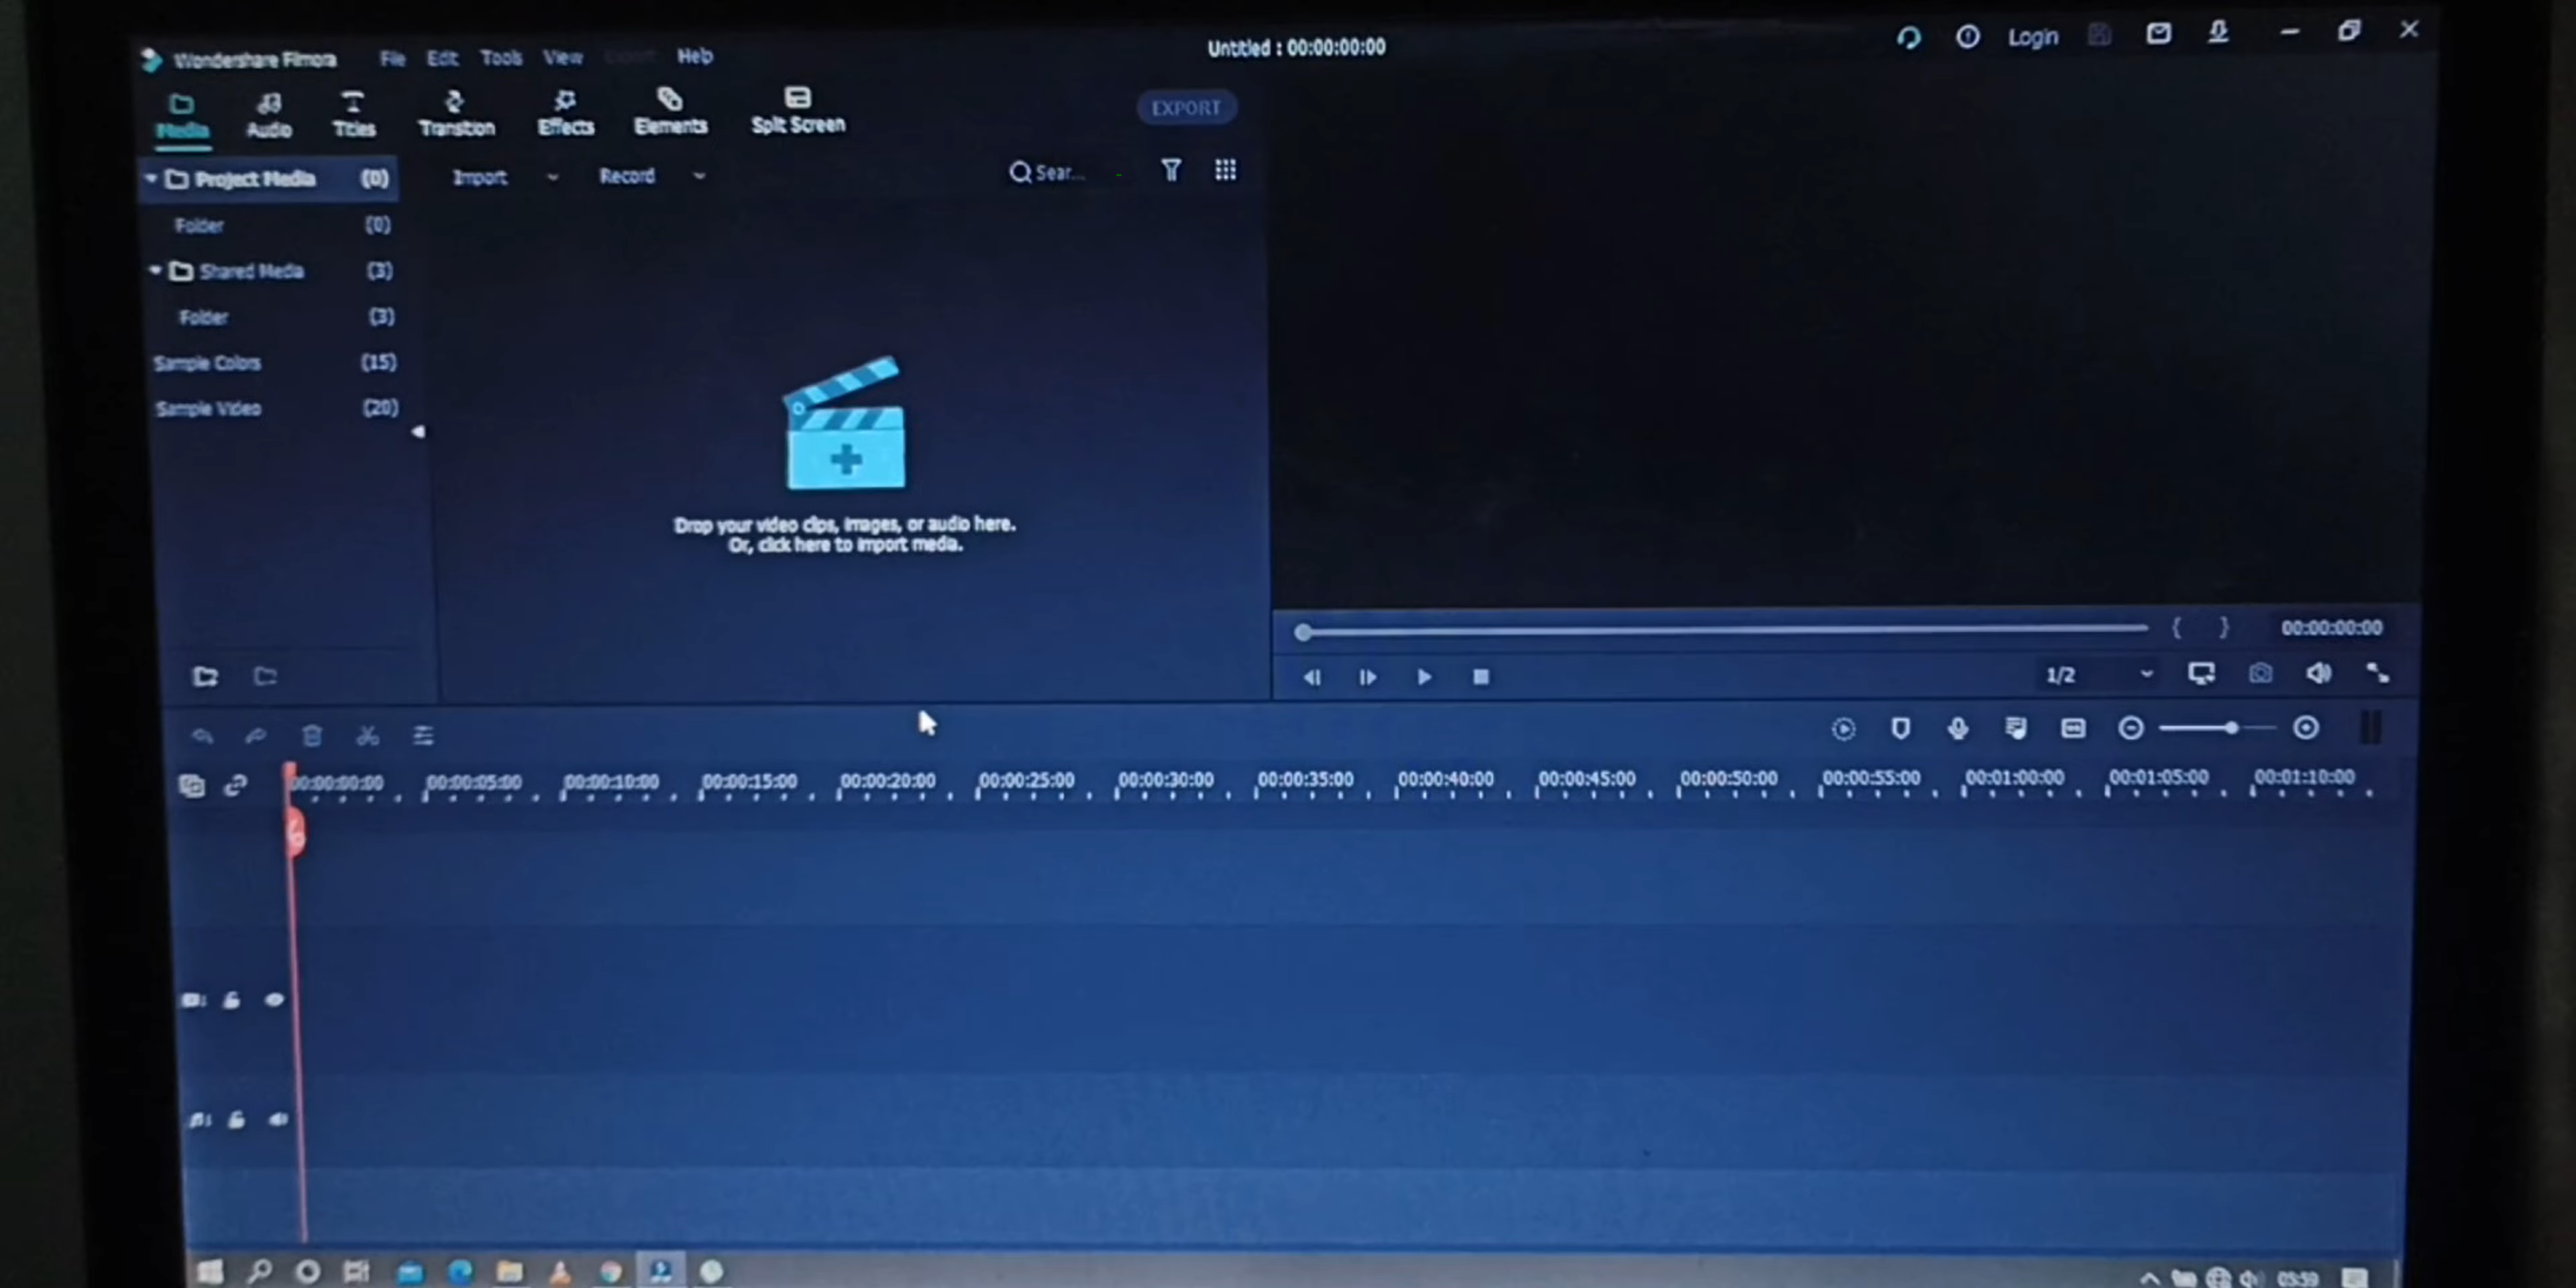 Wondershare Filmora File Edit Tools View Export Help
Untitled : 00:00:00:00
Login
Media Audio Titles Transition Effects Elements Split Screen
EXPORT
Project Media (0)
Import Record Sear...
Folder (0)
Shared Media (3)
Folder (3)
Sample Colors (15)
Sample Video (20)
Drop your video clips, images, or audio here.
Or, click here to import media.
{ } 00:00:00:00
1/2
00:00:00:00 00:00:05:00 00:00:10:00 00:00:15:00 00:00:20:00 00:00:25:00 00:00:30:00 00:00:35:00 00:00:40:00 00:00:45:00 00:00:50:00 00:00:55:00 00:01:00:00 00:01:05:00 00:01:10:00
1
1
05:59